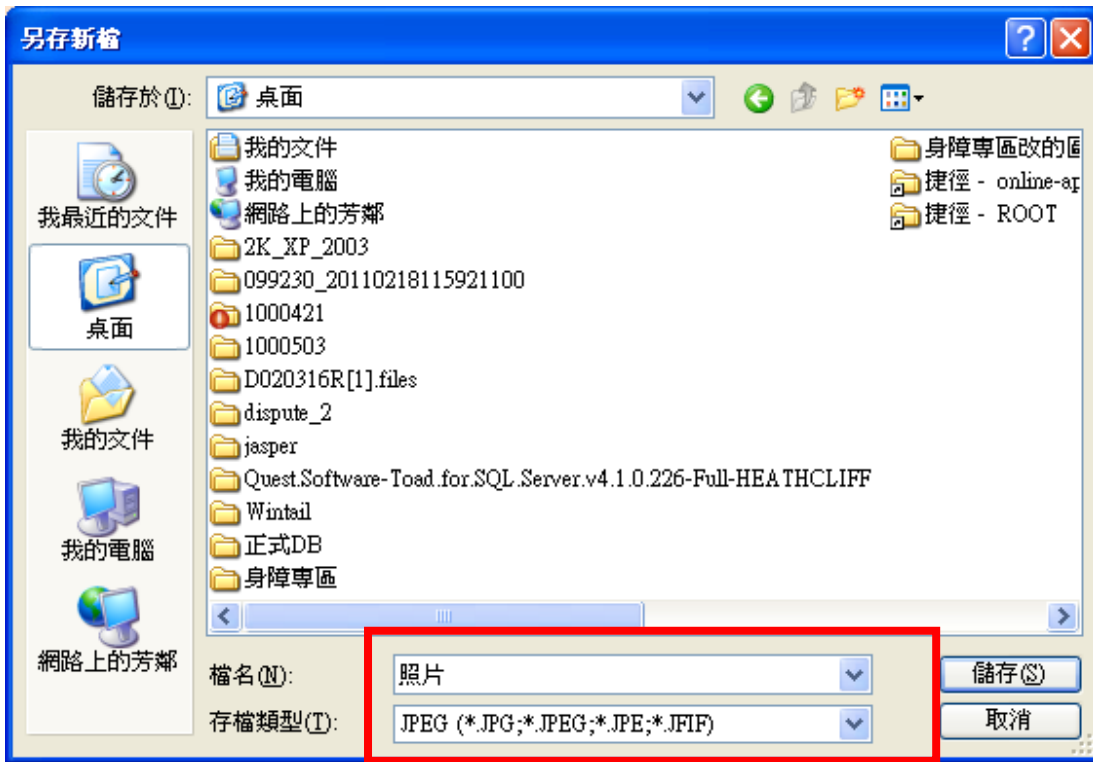 另存新檔
儲存於(I):
桌面
我最近的文件
桌面
我的文件
我的電腦
網路上的芳鄰
我的文件
我的電腦
網路上的芳鄰
2K_XP_2003
099230_20110218115921100
1000421
1000503
D020316R[1].files
dispute_2
jasper
Quest.Software-Toad.for.SQL.Server.v4.1.0.226-Full-HEATHCLIFF
Wintail
正式DB
身障專區
身障專區改的
捷徑 - online-ap
捷徑 - ROOT
檔名(N):
照片
儲存(S)
存檔類型(T):
JPEG (*.JPG;*.JPEG;*.JPE;*.JFIF)
取消